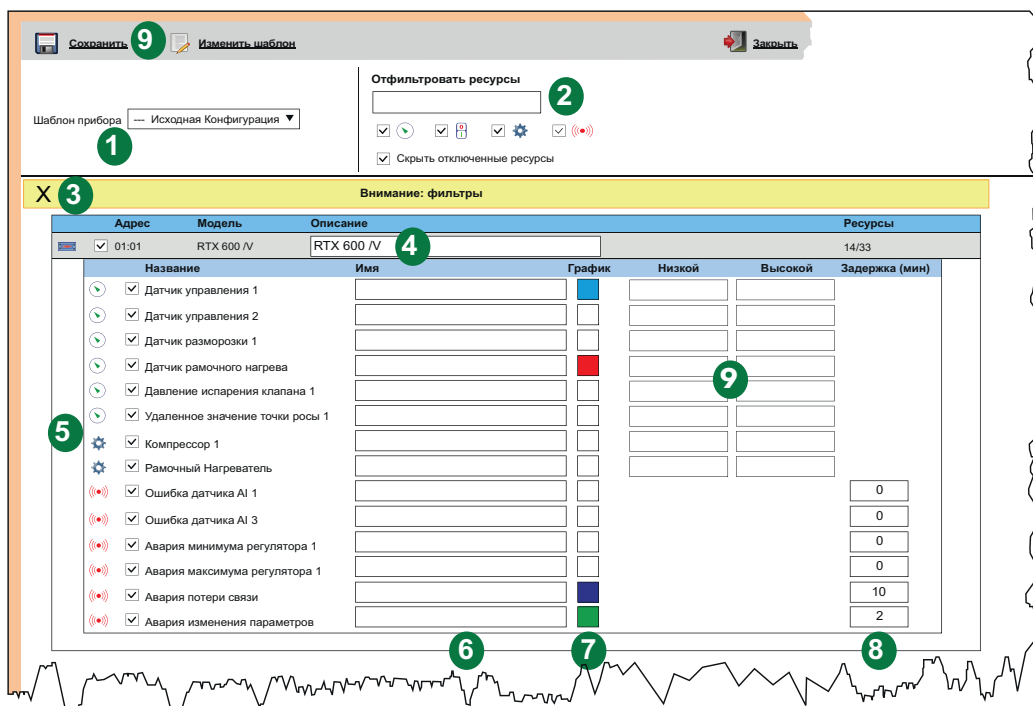 Сохранить 9 Изменить шаблон Закрыть
Отфильтровать ресурсы
2
Шаблон прибора --- Исходная Конфигурация ▼
1
Скрыть отключенные ресурсы
X 3 Внимание: фильтры
Адрес Модель Описание Ресурсы
01:01 RTX 600 /V RTX 600 /V 4 14/33
Название Имя График Низкой Высокой Задержка (мин)
Датчик управления 1
Датчик управления 2
Датчик разморозки 1
Датчик рамочного нагрева
9
Давление испарения клапана 1
Удаленное значение точки росы 1
5
Компрессор 1
Рамочный Нагреватель
Ошибка датчика AI 1 0
Ошибка датчика AI 3 0
Авария минимума регулятора 1 0
Авария максимума регулятора 1 0
Авария потери связи 10
Авария изменения параметров 2
6 7 8